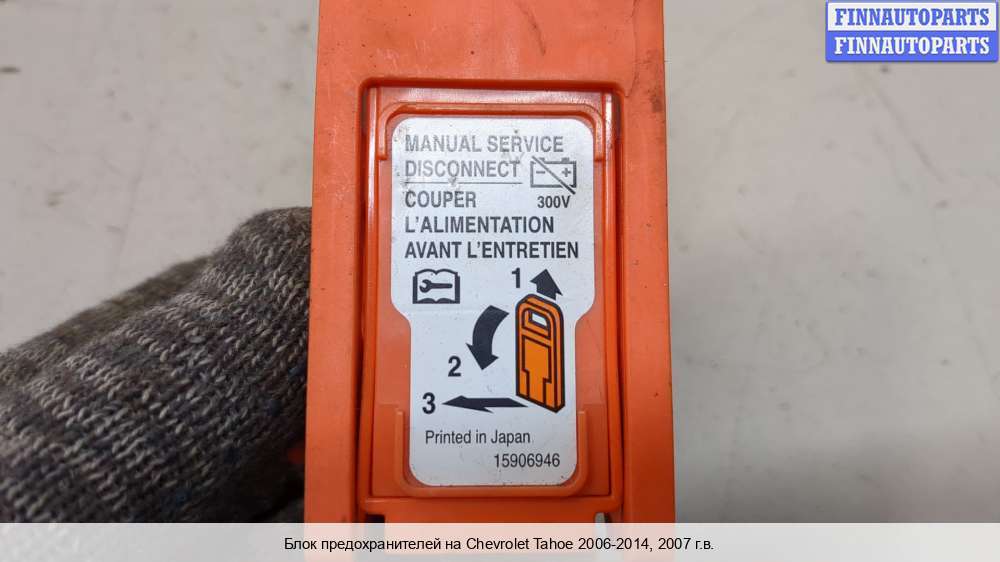 FINNAUTOPARTS
FINNAUTOPARTS
MANUAL SERVICE
DISCONNECT
300V
COUPER
L'ALIMENTATION
AVANT L'ENTRETIEN
1
2
3
Printed in Japan
15906946
Блок предохранителей на Chevrolet Tahoe 2006-2014, 2007 г.в.